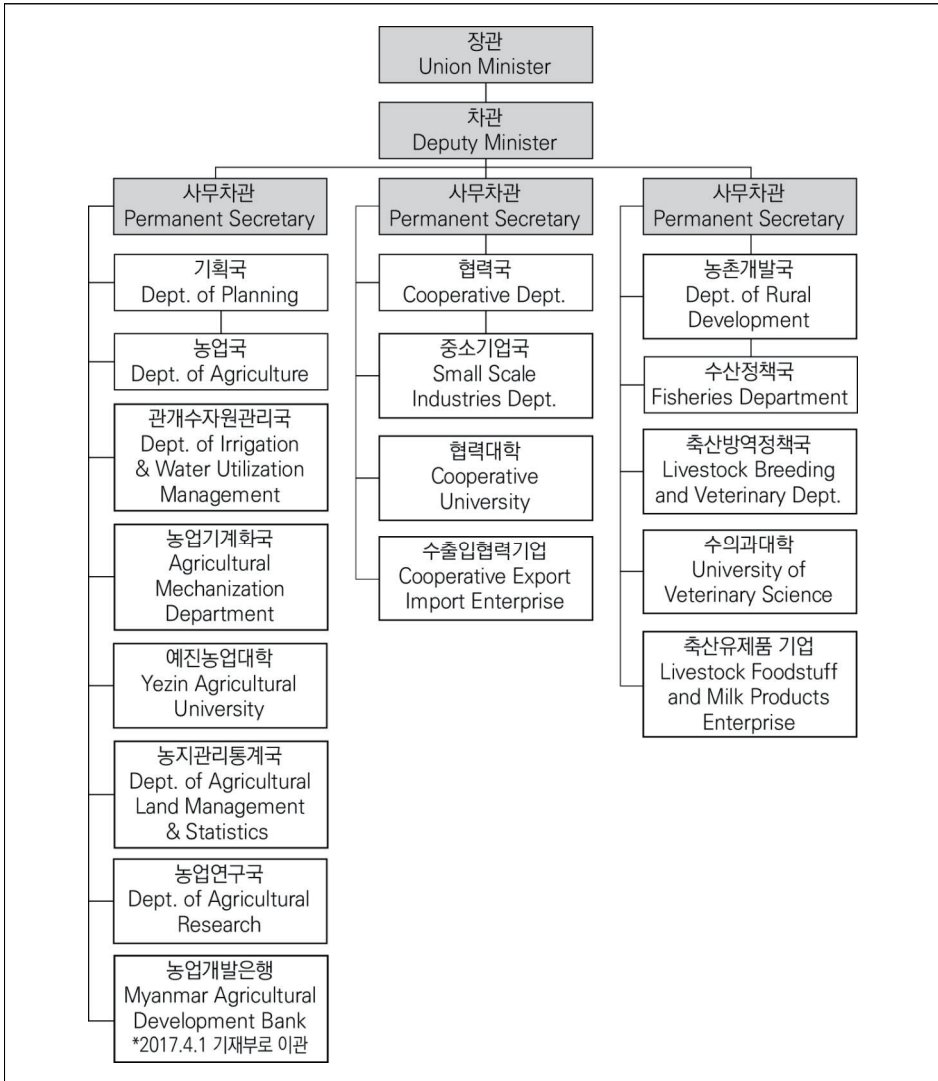 장관
Union Minister
차관
Deputy Minister
사무차관
Permanent Secretary
기획국
Dept. of Planning
농업국
Dept. of Agriculture
관개수자원관리국
Dept. of Irrigation
& Water Utilization
Management
농업기계화국
Agricultural
Mechanization
Department
예진농업대학
Yezin Agricultural
University
농지관리통계국
Dept. of Agricultural
Land Management
& Statistics
농업연구국
Dept. of Agricultural
Research
농업개발은행
Myanmar Agricultural
Development Bank
*2017.4.1 기재부로 이관
사무차관
Permanent Secretary
협력국
Cooperative Dept.
중소기업국
Small Scale
Industries Dept.
협력대학
Cooperative
University
수출입협력기업
Cooperative Export
Import Enterprise
사무차관
Permanent Secretary
농촌개발국
Dept. of Rural
Development
수산정책국
Fisheries Department
축산방역정책국
Livestock Breeding
and Veterinary Dept.
수의과대학
University of
Veterinary Science
축산유제품 기업
Livestock Foodstuff
and Milk Products
Enterprise